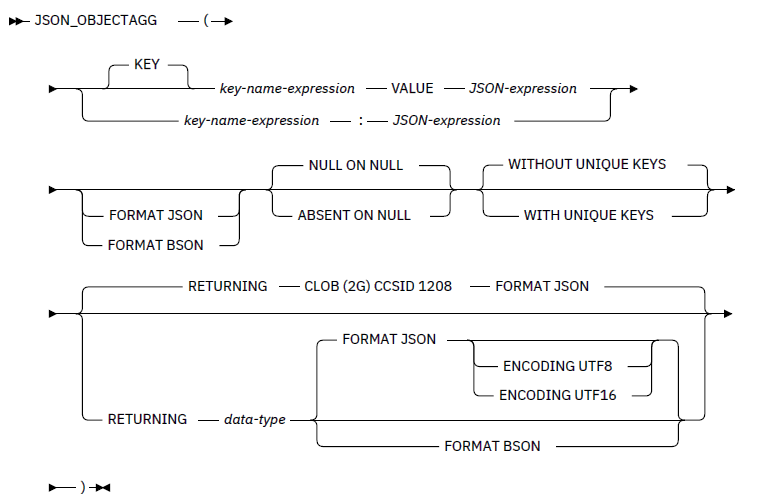 JSON_OBJECTAGG (
KEY
key-name-expression VALUE JSON-expression
key-name-expression : JSON-expression
NULL ON NULL WITHOUT UNIQUE KEYS
FORMAT JSON ABSENT ON NULL WITH UNIQUE KEYS
FORMAT BSON
RETURNING CLOB (2G) CCSID 1208 FORMAT JSON
FORMAT JSON
ENCODING UTF8
ENCODING UTF16
RETURNING data-type
FORMAT BSON
)